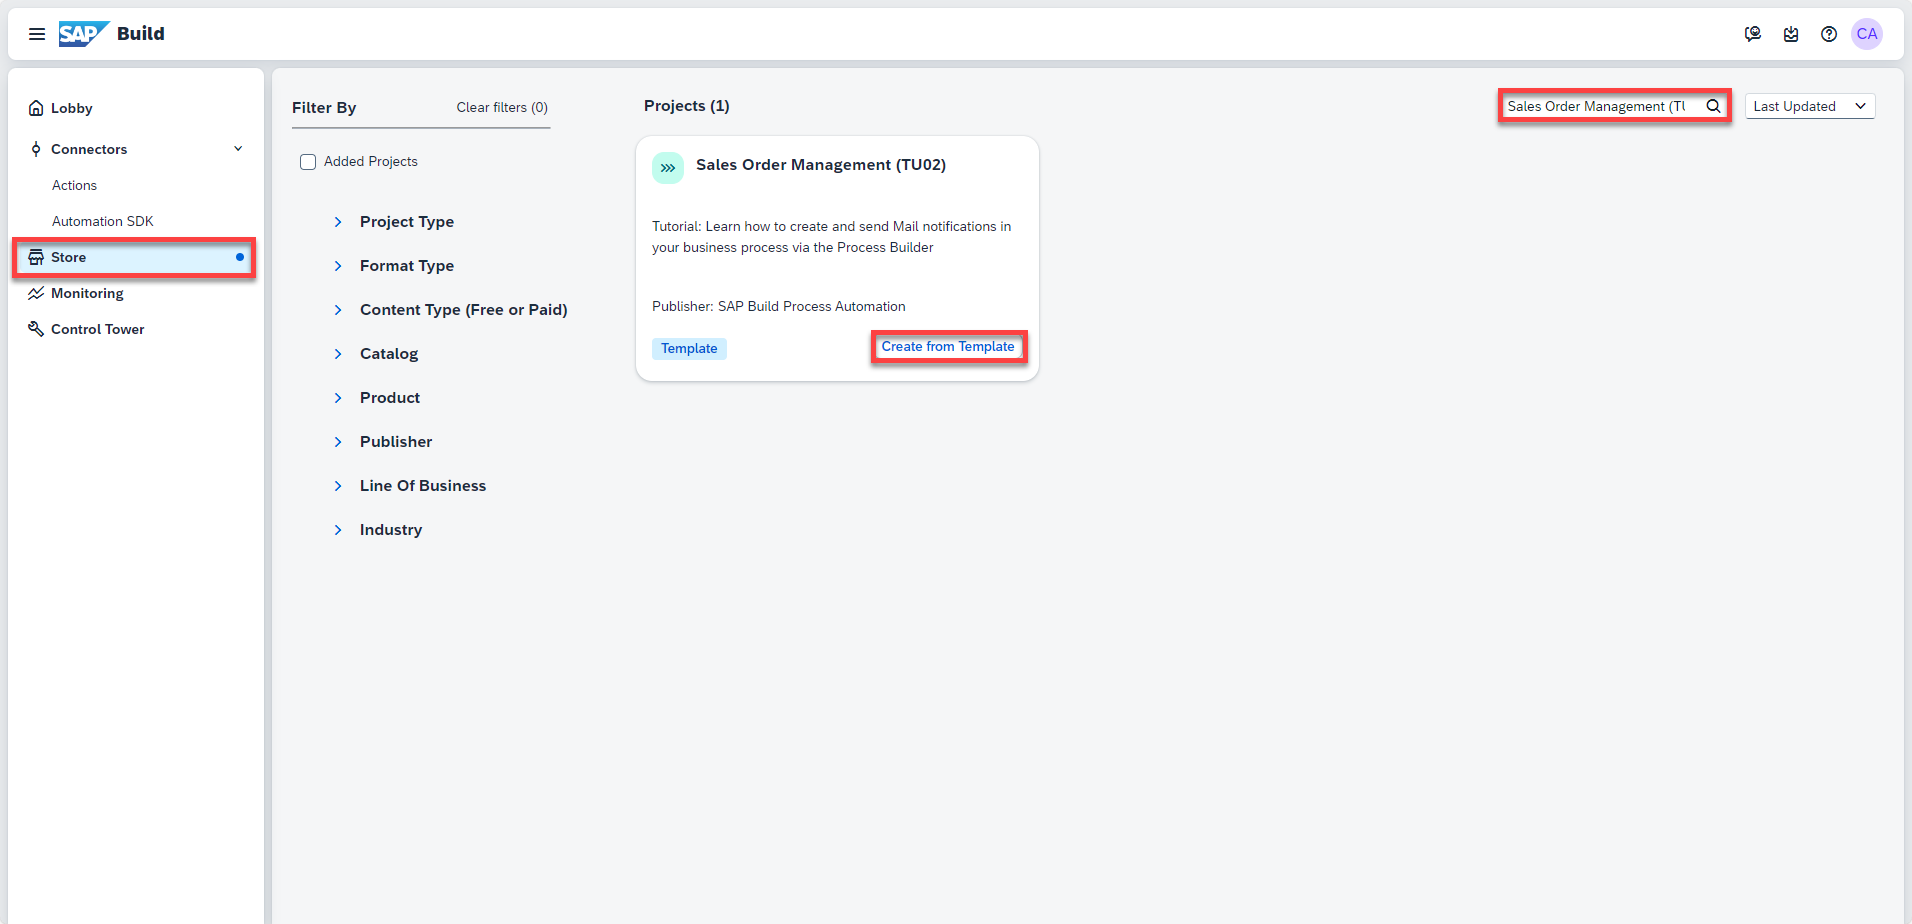 SAP Build
CA
Lobby
Connectors
Actions
Automation SDK
Store
Monitoring
Control Tower
Filter By
Clear filters (0)
Added Projects
Project Type
Format Type
Content Type (Free or Paid)
Catalog
Product
Publisher
Line Of Business
Industry
Projects (1)
Sales Order Management (TU
Last Updated
Sales Order Management (TU02)
Tutorial: Learn how to create and send Mail notifications in
your business process via the Process Builder
Publisher: SAP Build Process Automation
Template
Create from Template